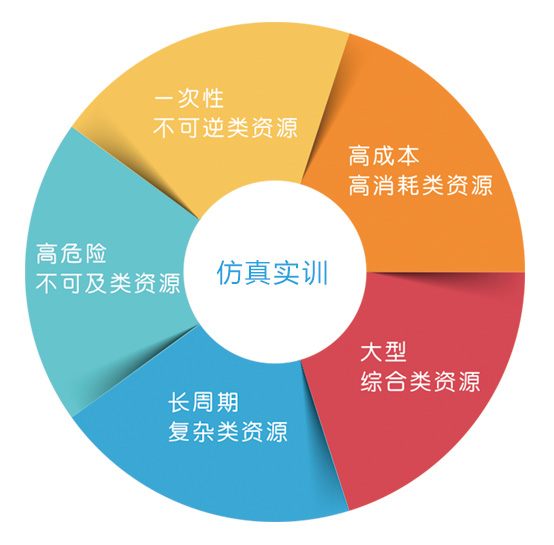 一次性
不可逆类资源
高成本
高消耗类资源
高危险
不可及类资源
仿真实训
大型
综合类资源
长周期
复杂类资源